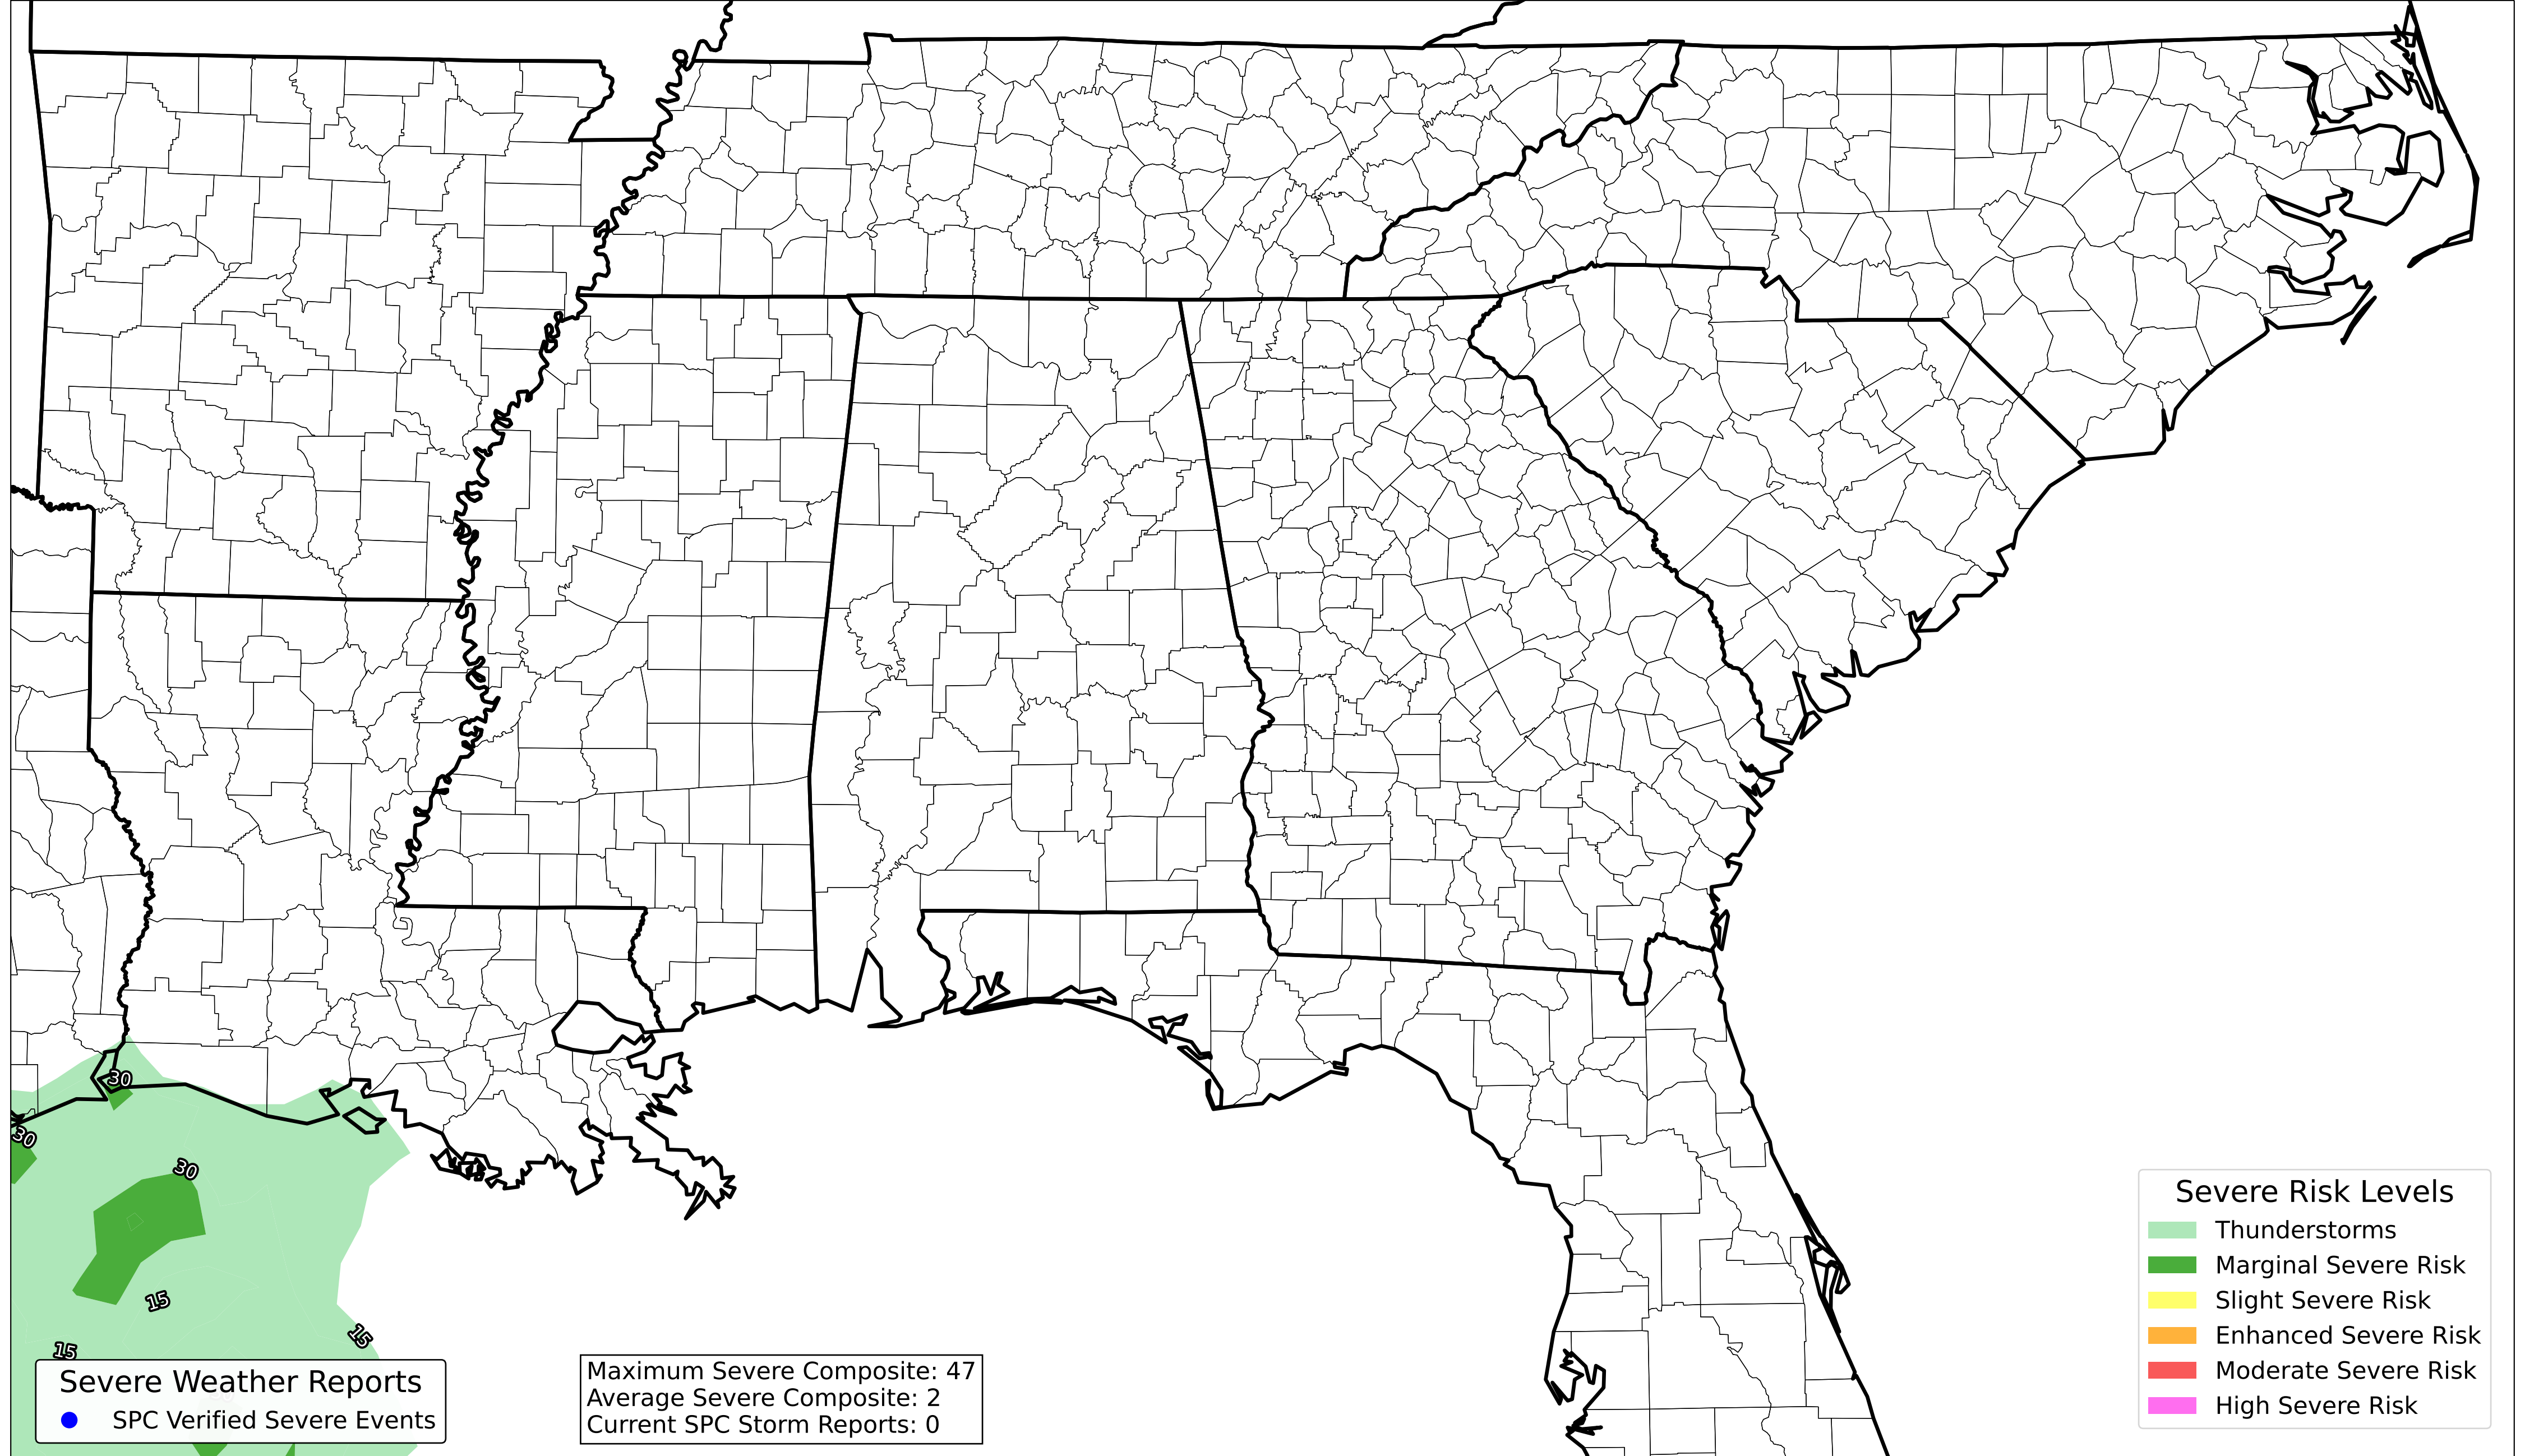 30
30
30
15
15
15
Severe Weather Reports
SPC Verified Severe Events
Maximum Severe Composite: 47
Average Severe Composite: 2
Current SPC Storm Reports: 0
Severe Risk Levels
Thunderstorms
Marginal Severe Risk
Slight Severe Risk
Enhanced Severe Risk
Moderate Severe Risk
High Severe Risk